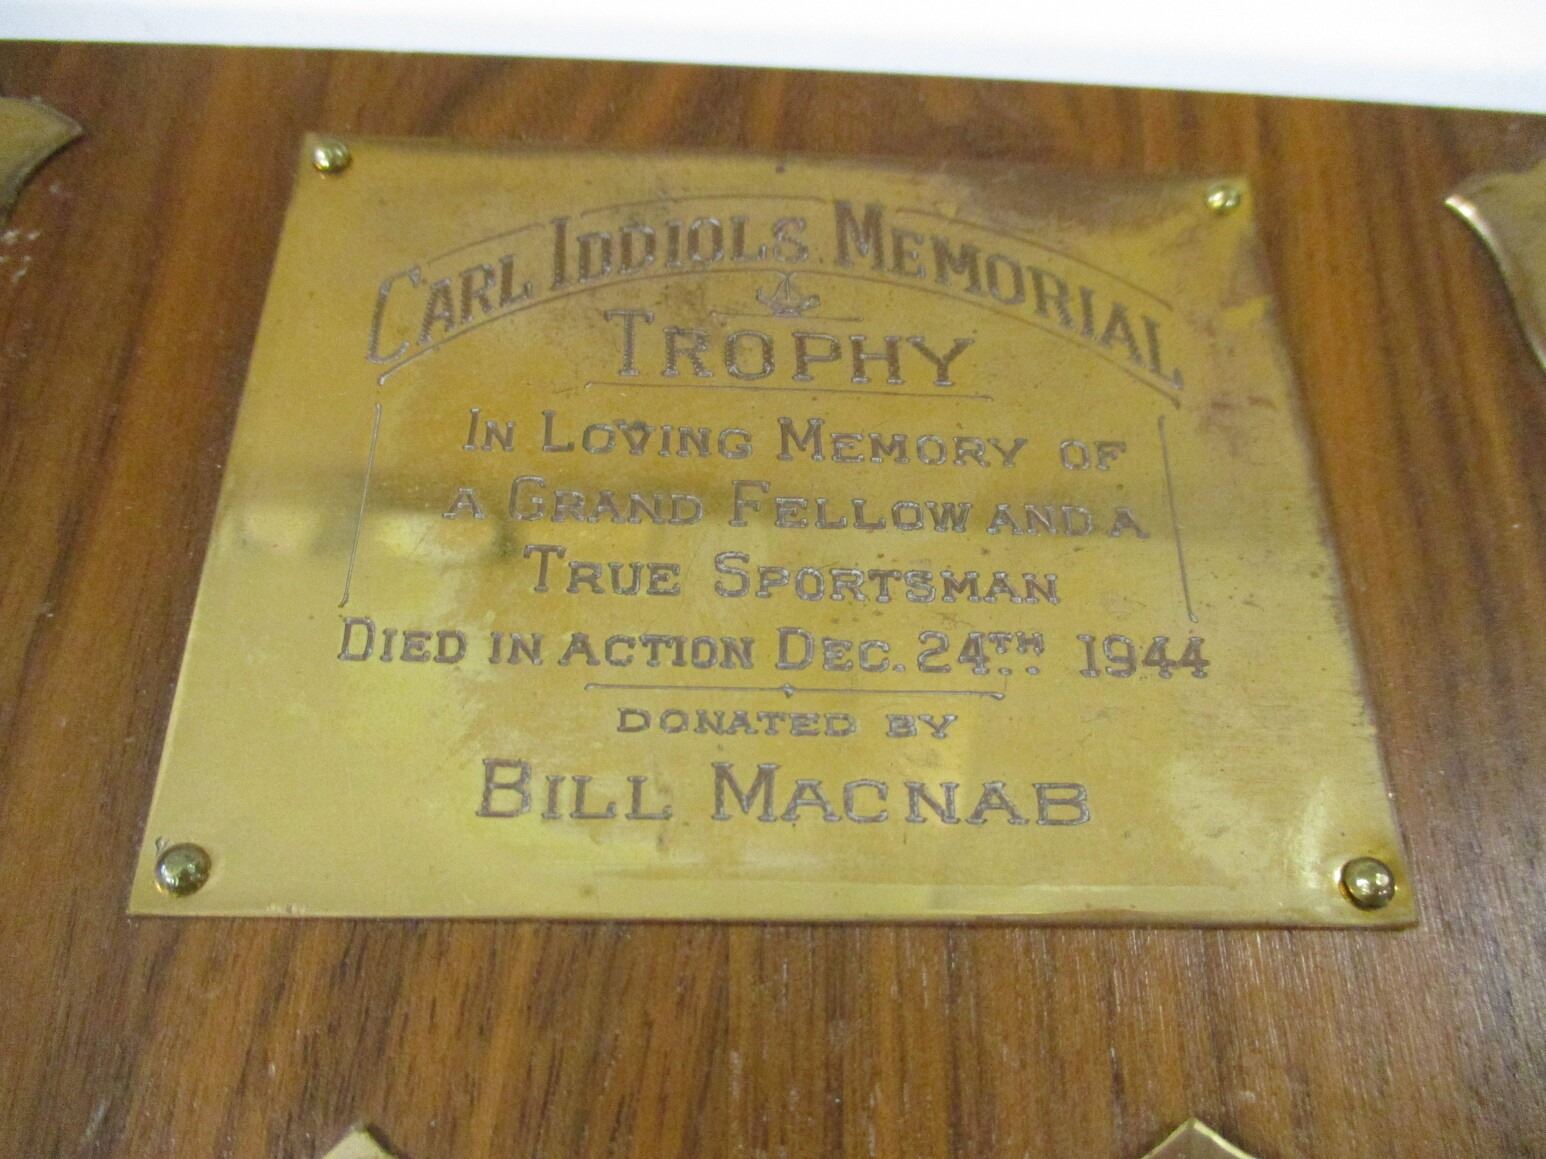 CARL IDDIOLS MEMORIAL
TROPHY
IN LOVING MEMORY OF
A GRAND FELLOW AND A
TRUE SPORTSMAN
DIED IN ACTION DEC. 24TH 1944
DONATED BY
BILL MACNAB